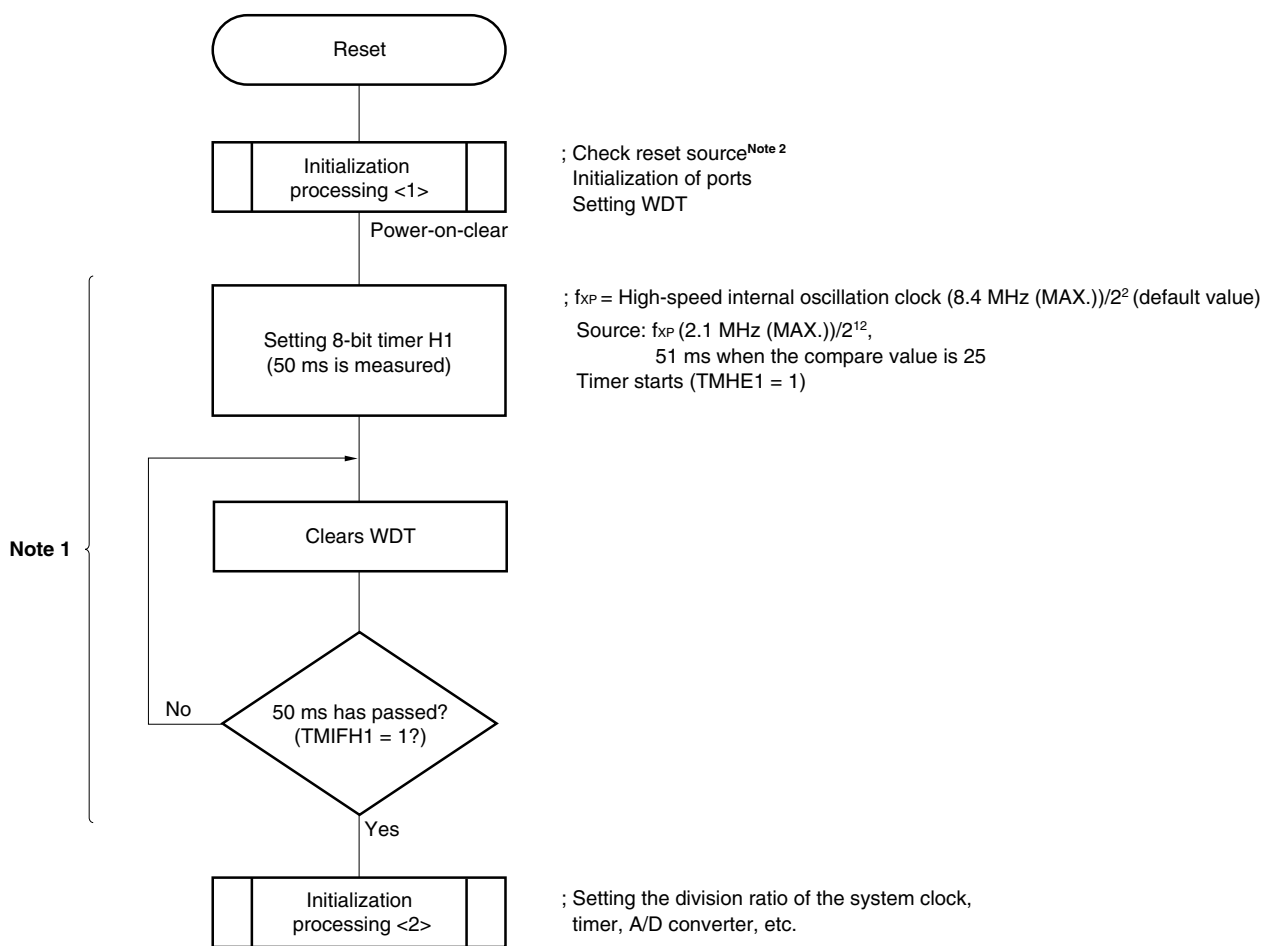 Reset
Initialization
processing <1>
; Check reset source^Note 2
Initialization of ports
Setting WDT
Power-on-clear
Setting 8-bit timer H1
(50 ms is measured)
; fXP = High-speed internal oscillation clock (8.4 MHz (MAX.))/2² (default value)
Source: fXP (2.1 MHz (MAX.))/2¹²,
51 ms when the compare value is 25
Timer starts (TMHE1 = 1)
Note 1
Clears WDT
No
50 ms has passed?
(TMIFH1 = 1?)
Yes
Initialization
processing <2>
; Setting the division ratio of the system clock,
timer, A/D converter, etc.